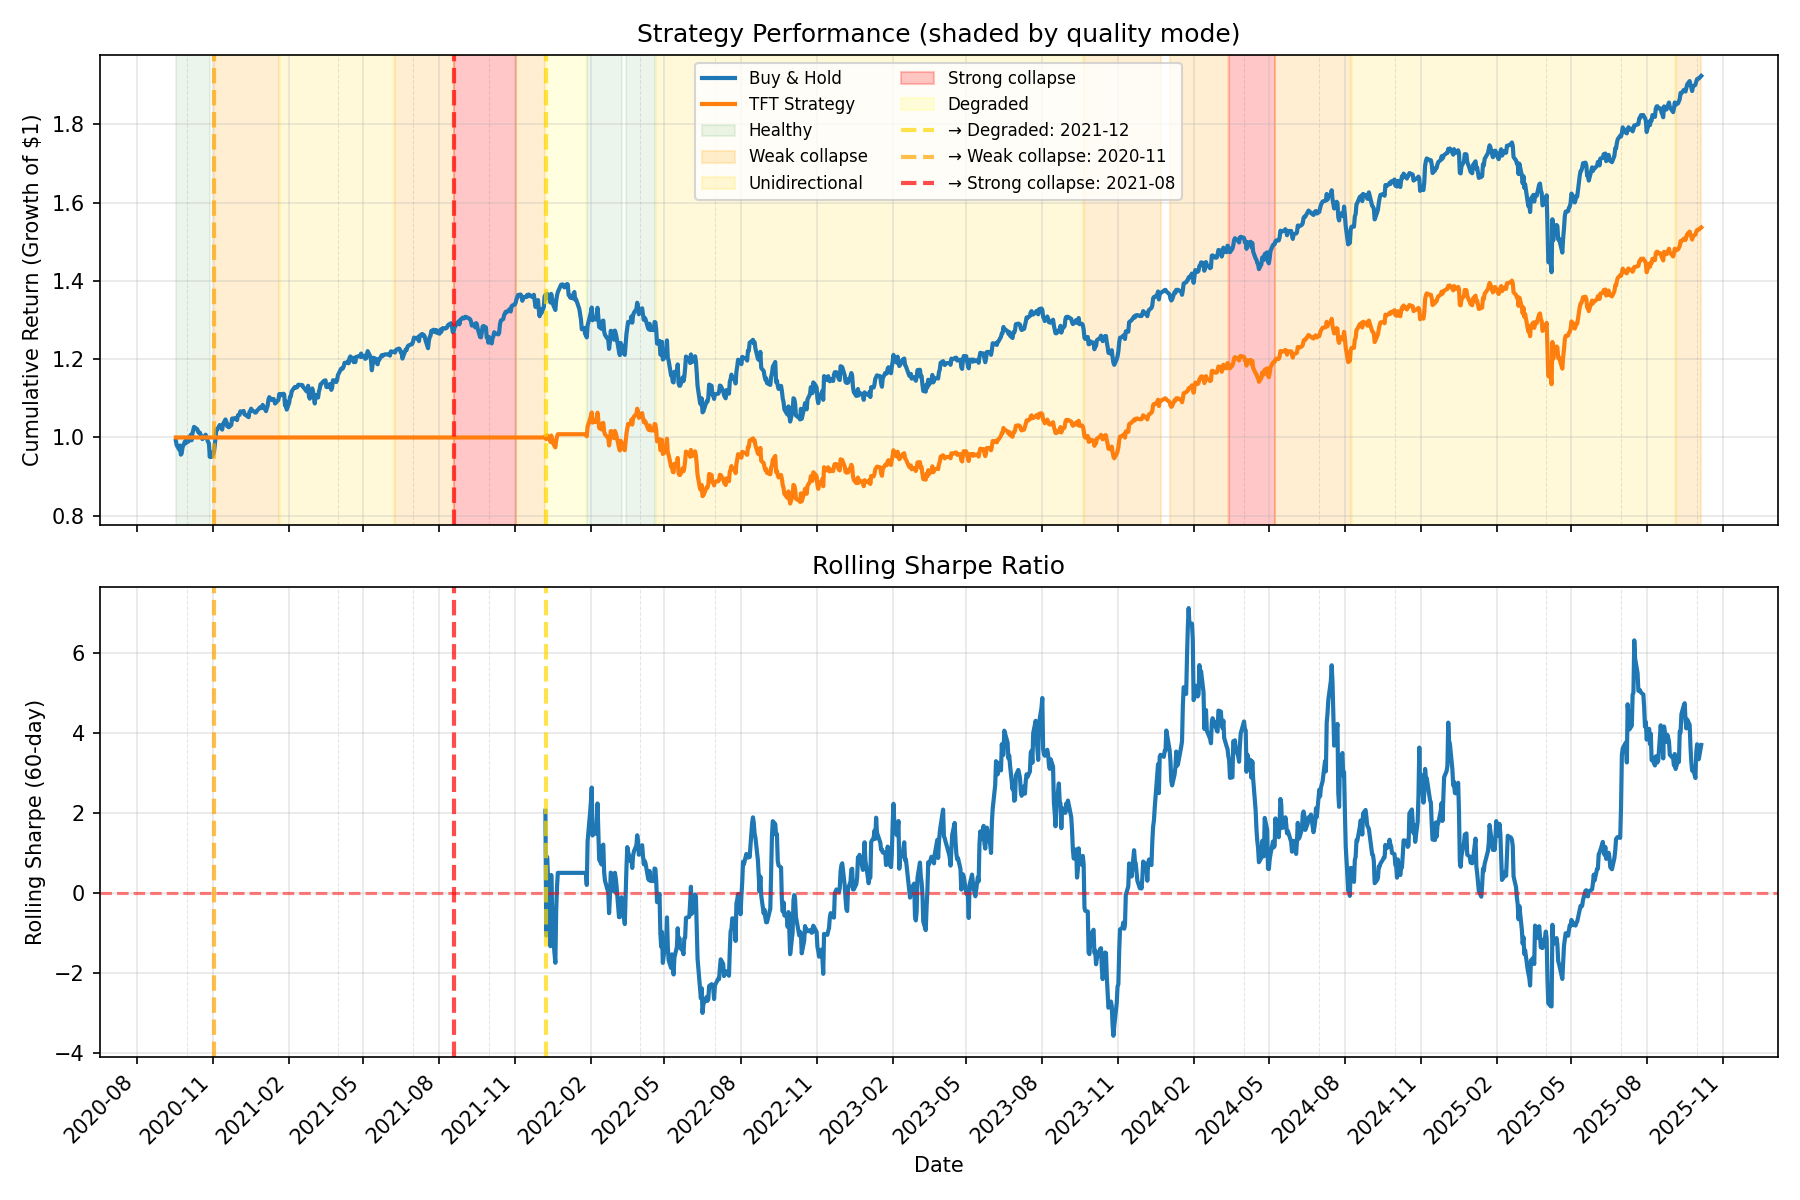 Strategy Performance (shaded by quality mode)
Cumulative Return (Growth of $1)
1.8
1.6
1.4
1.2
1.0
0.8
Buy & Hold
TFT Strategy
Healthy
Weak collapse
Unidirectional
Strong collapse
Degraded
→ Degraded: 2021-12
→ Weak collapse: 2020-11
→ Strong collapse: 2021-08
Rolling Sharpe Ratio
Rolling Sharpe (60-day)
6
4
2
0
−2
−4
2020-08
2020-11
2021-02
2021-05
2021-08
2021-11
2022-02
2022-05
2022-08
2022-11
2023-02
2023-05
2023-08
2023-11
2024-02
2024-05
2024-08
2024-11
2025-02
2025-05
2025-08
2025-11
Date